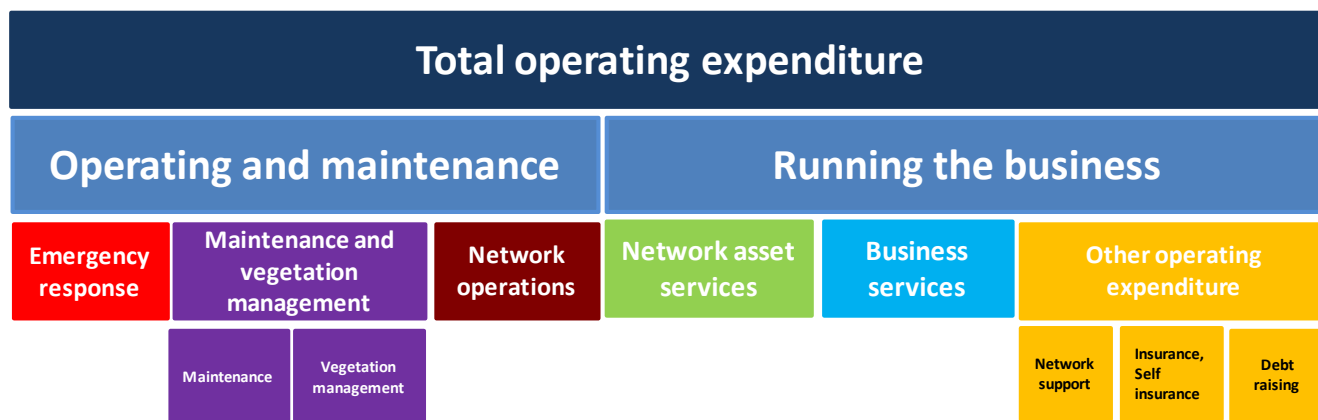 Total operating expenditure
Operating and maintenance
Running the business
Emergency
response
Maintenance and
vegetation
management
Network
operations
Network asset
services
Business
services
Other operating
expenditure
Maintenance
Vegetation
management
Network
support
Insurance,
Self
insurance
Debt
raising